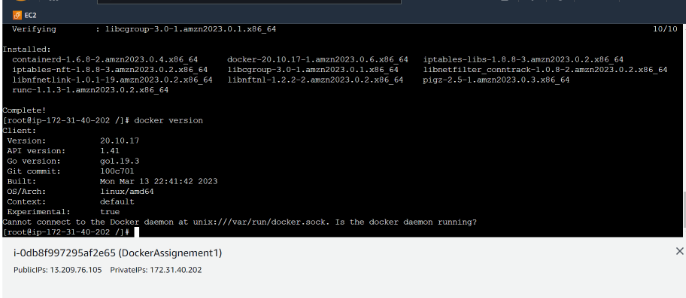 EC2
Verifying : libcgroup-3.0-1.amzn2023.0.1.x86_64 10/10
Installed:
containerd-1.6.8-2.amzn2023.0.4.x86_64 docker-20.10.17-1.amzn2023.0.6.x86_64 iptables-libs-1.8.8-3.amzn2023.0.2.x86_64
iptables-nft-1.8.8-3.amzn2023.0.2.x86_64 libcgroup-3.0-1.amzn2023.0.1.x86_64 libnetfilter_conntrack-1.0.8-2.amzn2023.0.2.x86_64
libnfnetlink-1.0.1-19.amzn2023.0.2.x86_64 libnftnl-1.2.2-2.amzn2023.0.2.x86_64 pigz-2.5-1.amzn2023.0.3.x86_64
runc-1.1.3-1.amzn2023.0.2.x86_64
Complete!
[root@ip-172-31-40-202 /]# docker version
Client:
Version: 20.10.17
API version: 1.41
Go version: go1.19.3
Git commit: 100c701
Built: Mon Mar 13 22:41:42 2023
OS/Arch: linux/amd64
Context: default
Experimental: true
Cannot connect to the Docker daemon at unix:///var/run/docker.sock. Is the docker daemon running?
[root@ip-172-31-40-202 /]#
i-0db8f997295af2e65 (DockerAssignement1)
PublicIPs: 13.209.76.105 PrivateIPs: 172.31.40.202